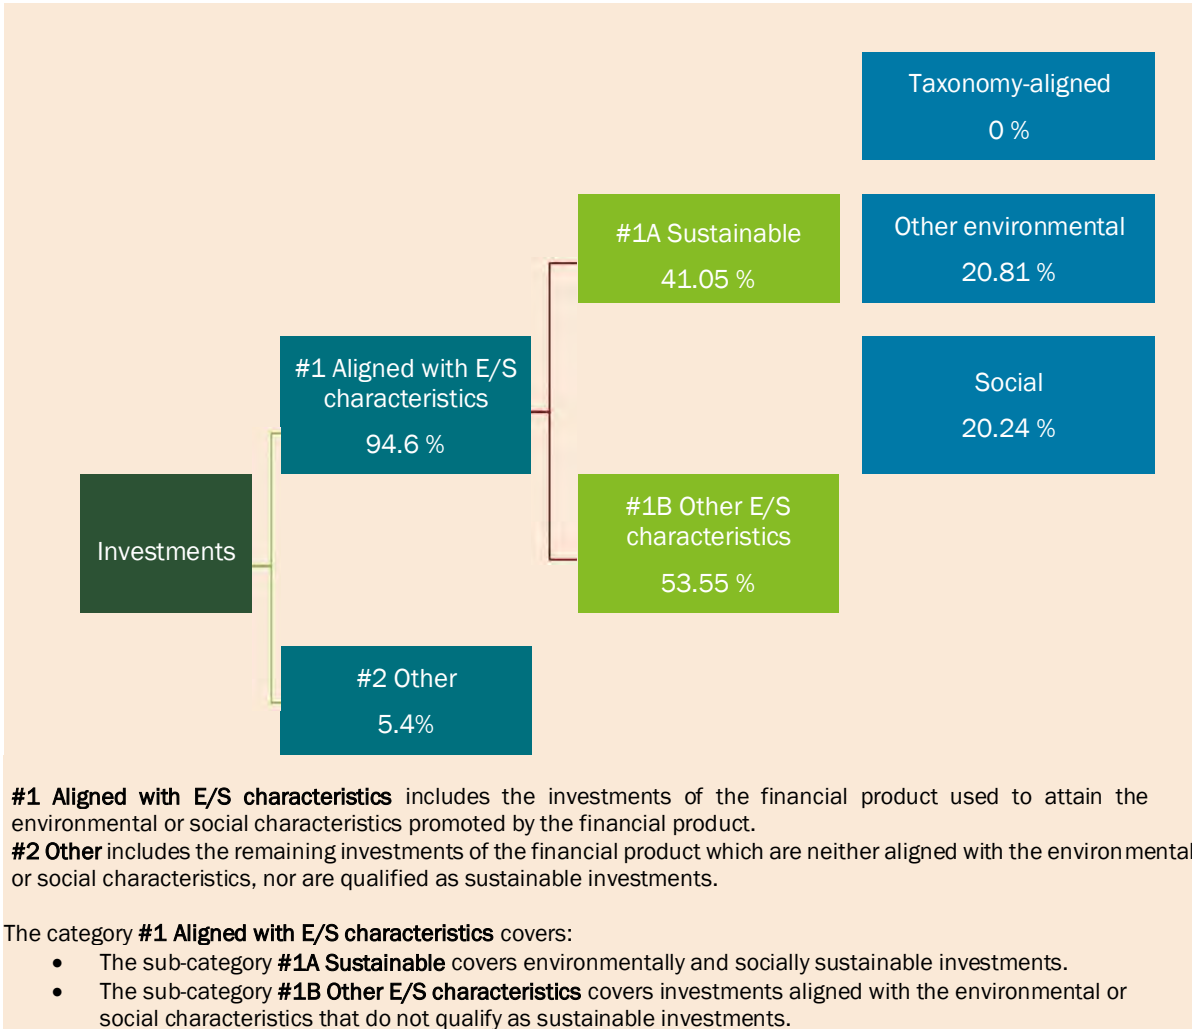 Taxonomy-aligned
0 %
#1A Sustainable
41.05 %
Other environmental
20.81 %
#1 Aligned with E/S
characteristics
94.6 %
Social
20.24 %
Investments
#1B Other E/S
characteristics
53.55 %
#2 Other
5.4%
#1 Aligned with E/S characteristics includes the investments of the financial product used to attain the
environmental or social characteristics promoted by the financial product.
#2 Other includes the remaining investments of the financial product which are neither aligned with the environmental
or social characteristics, nor are qualified as sustainable investments.
The category #1 Aligned with E/S characteristics covers:
• The sub-category #1A Sustainable covers environmentally and socially sustainable investments.
• The sub-category #1B Other E/S characteristics covers investments aligned with the environmental or
social characteristics that do not qualify as sustainable investments.